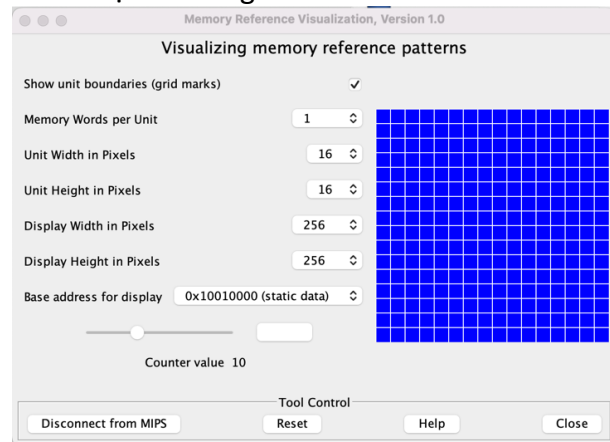 Memory Reference Visualization, Version 1.0
Visualizing memory reference patterns
Show unit boundaries (grid marks)
Memory Words per Unit 1
Unit Width in Pixels 16
Unit Height in Pixels 16
Display Width in Pixels 256
Display Height in Pixels 256
Base address for display 0x10010000 (static data)
Counter value 10
Tool Control
Disconnect from MIPS Reset Help Close